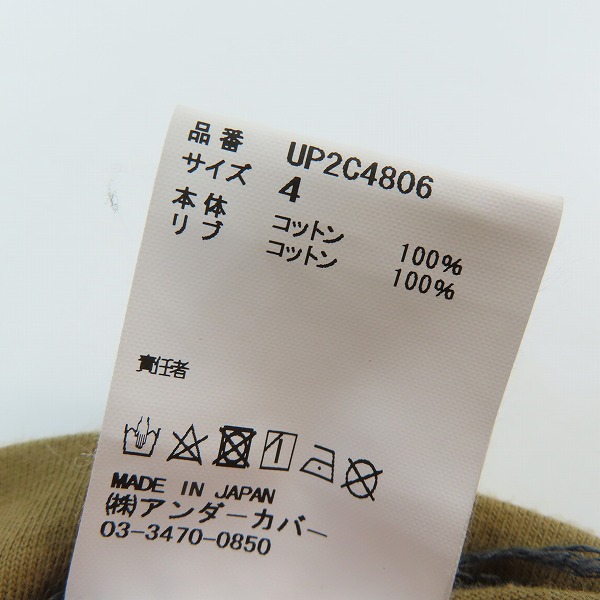 品番 UP2C4806
サイズ 4
本体 コットン 100%
リブ コットン 100%
責任者
MADE IN JAPAN
(株)アンダーカバー
03-3470-0850